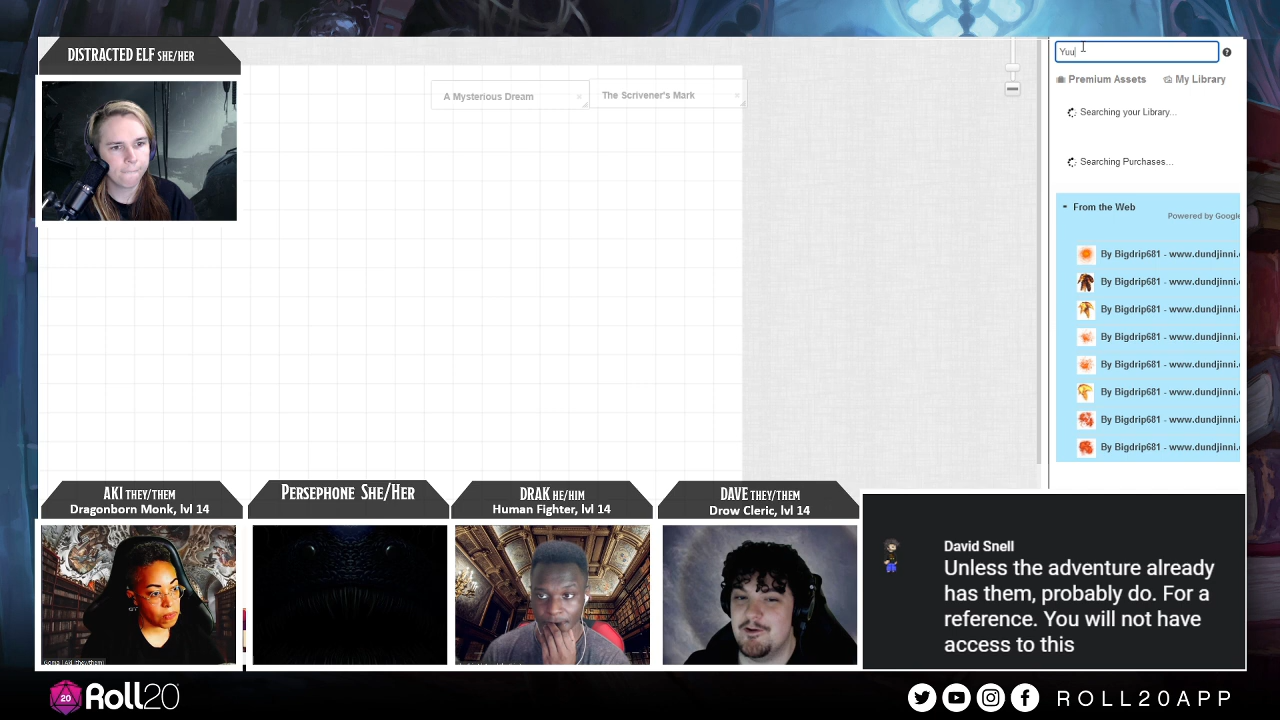 DISTRACTED ELF SHE/HER
A Mysterious Dream ×
The Scrivener's Mark ×
Yuu
Premium Assets
My Library
Searching your Library...
Searching Purchases...
From the Web
Powered by Google
By Bigdrip681 - www.dundjinni.
By Bigdrip681 - www.dundjinni.
By Bigdrip681 - www.dundjinni.
By Bigdrip681 - www.dundjinni.
By Bigdrip681 - www.dundjinni.
By Bigdrip681 - www.dundjinni.
By Bigdrip681 - www.dundjinni.
By Bigdrip681 - www.dundjinni.
AKI THEY/THEM
Dragonborn Monk, lvl 14
PERSEPHONE SHE/HER
DRAK HE/HIM
Human Fighter, lvl 14
DAVE THEY/THEM
Drow Cleric, lvl 14
David Snell
Unless the adventure already
has them, probably do. For a
reference. You will not have
access to this
20
Roll20
ROLL20APP